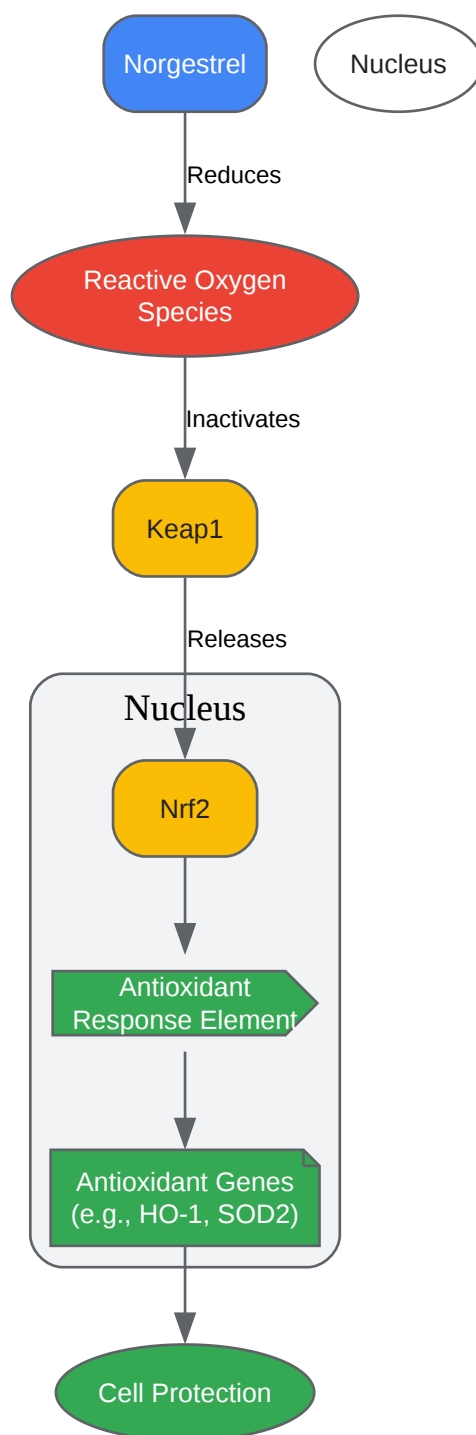 Norgestrel
Nucleus
Reduces
Reactive Oxygen
Species
Inactivates
Keap1
Releases
Nucleus
Nrf2
Antioxidant
Response Element
Antioxidant Genes
(e.g., HO-1, SOD2)
Cell Protection